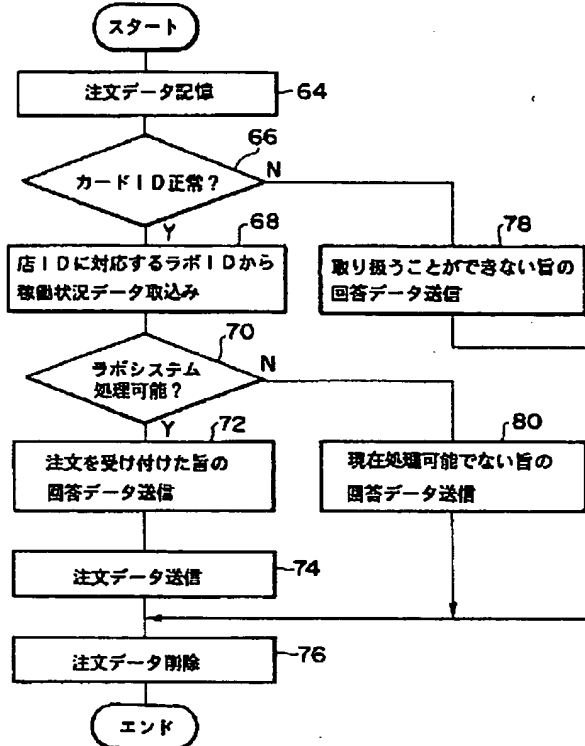 スタート
注文データ記憶
64
66
カードID正常？
N
Y
68
店IDに対応するラボIDから
稼働状況データ取込み
78
取り扱うことができない旨の
回答データ送信
70
ラボシステム
処理可能？
N
Y
72
注文を受け付けた旨の
回答データ送信
80
現在処理可能でない旨の
回答データ送信
注文データ送信
74
注文データ削除
76
エンド